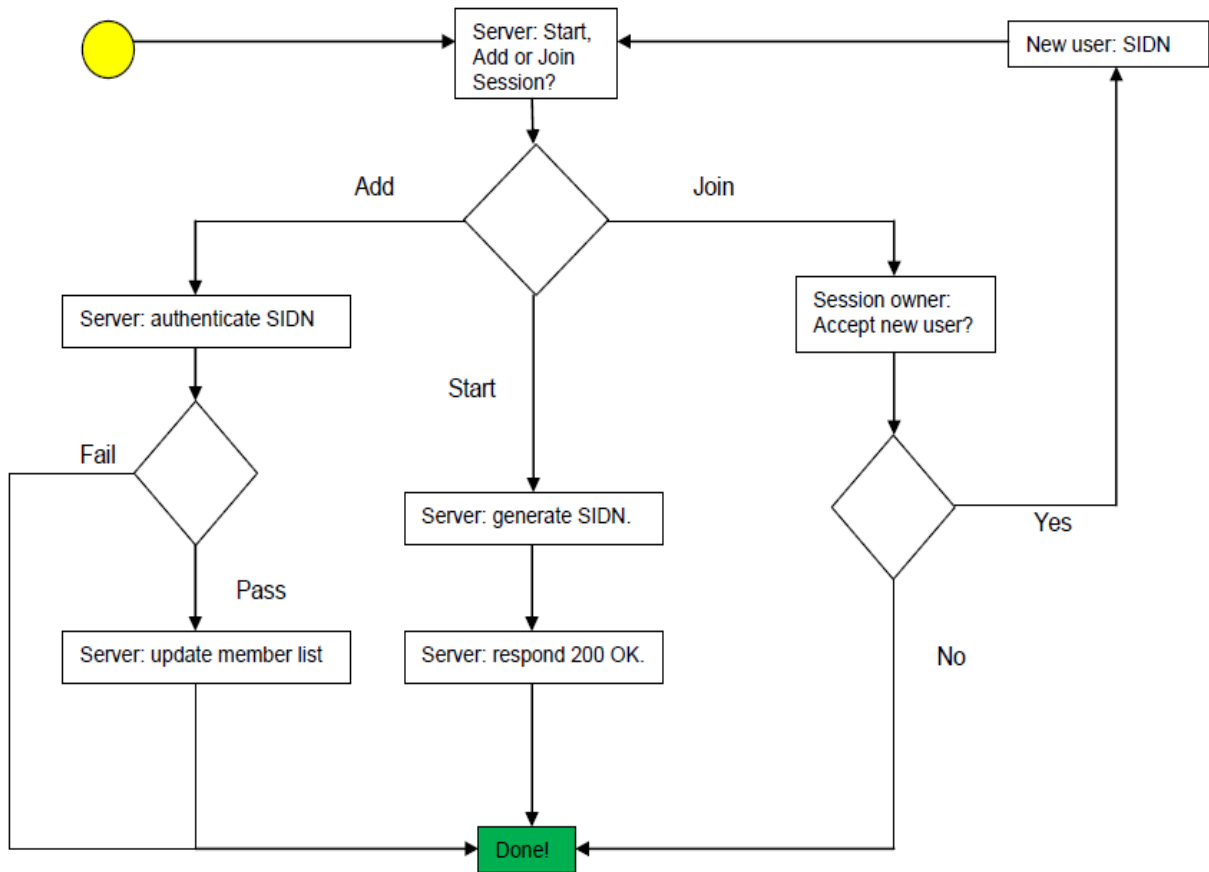 Server: Start,
Add or Join
Session?
New user: SIDN
Add
Join
Server: authenticate SIDN
Session owner:
Accept new user?
Start
Fail
Server: generate SIDN.
Yes
Pass
Server: update member list
Server: respond 200 OK.
No
Done!